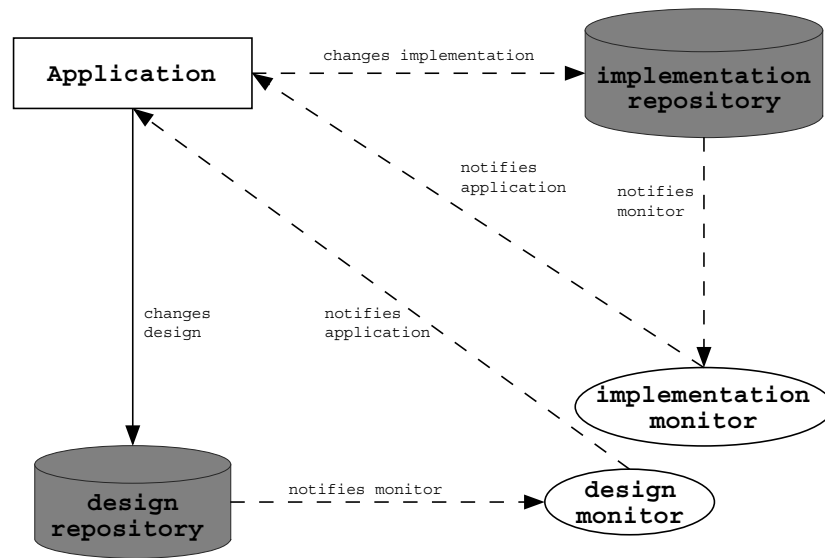 Application
changes implementation
implementation
repository
notifies
application
notifies
monitor
changes
design
notifies
application
implementation
monitor
design
repository
notifies monitor
design
monitor